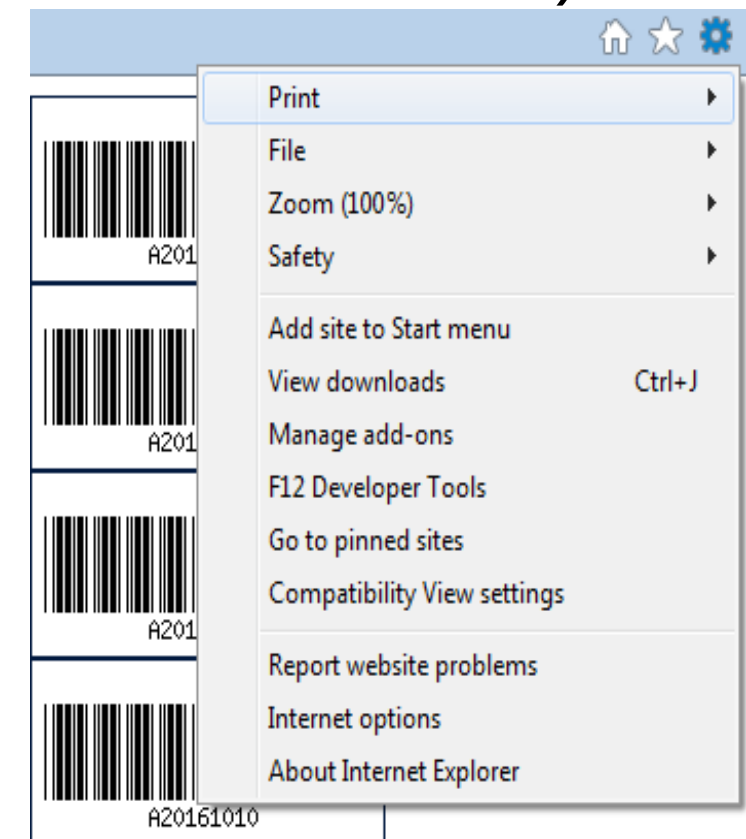 Print
File
Zoom (100%)
Safety
Add site to Start menu
View downloads Ctrl+J
Manage add-ons
F12 Developer Tools
Go to pinned sites
Compatibility View settings
Report website problems
Internet options
About Internet Explorer
A201
A201
A201
A20161010